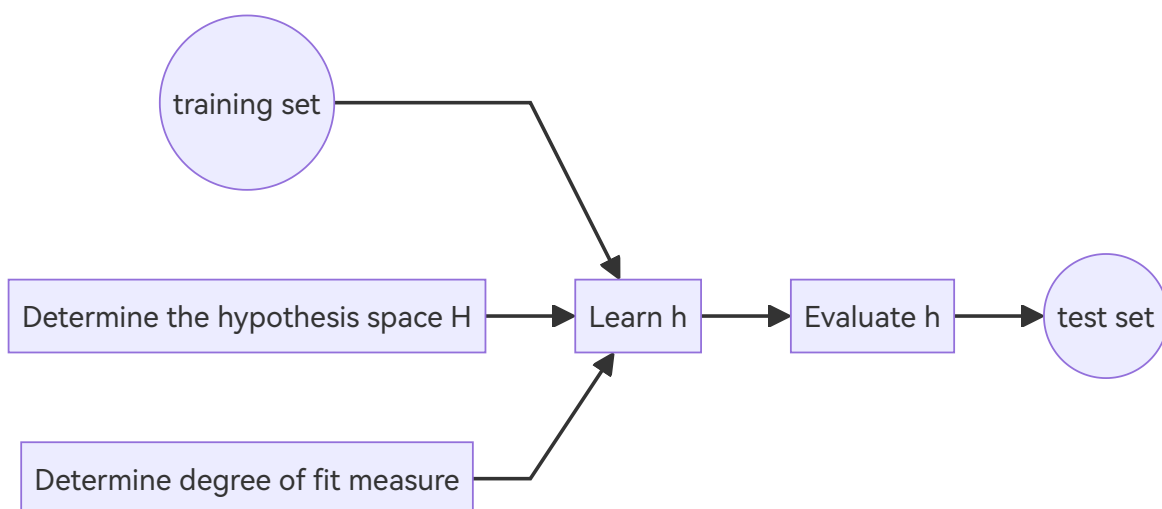 training set
Determine the hypothesis space H
Learn h
Evaluate h
test set
Determine degree of fit measure